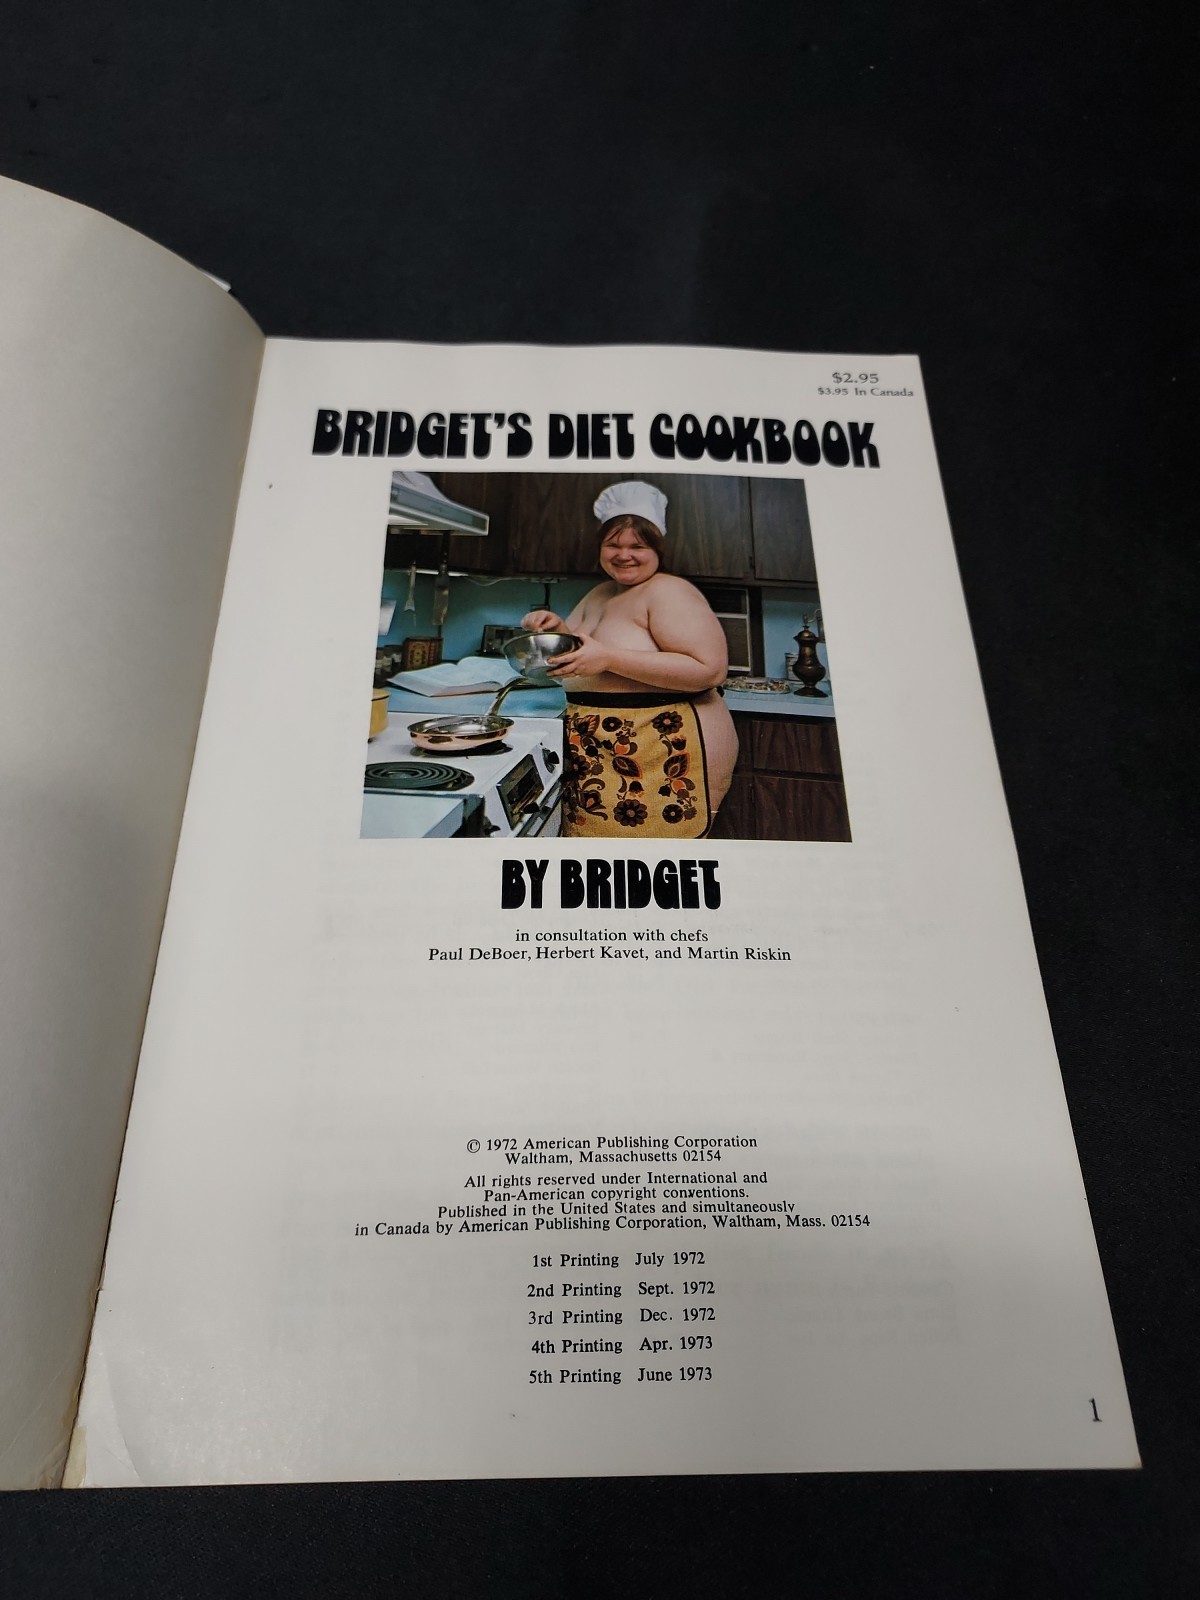 $2.95
$3.95 In Canada
BRIDGET'S DIET COOKBOOK
BY BRIDGET
in consultation with chefs
Paul DeBoer, Herbert Kavet, and Martin Riskin
© 1972 American Publishing Corporation
Waltham, Massachusetts 02154
All rights reserved under International and
Pan-American copyright conventions.
Published in the United States and simultaneously
in Canada by American Publishing Corporation, Waltham, Mass. 02154
1st Printing July 1972
2nd Printing Sept. 1972
3rd Printing Dec. 1972
4th Printing Apr. 1973
5th Printing June 1973
1